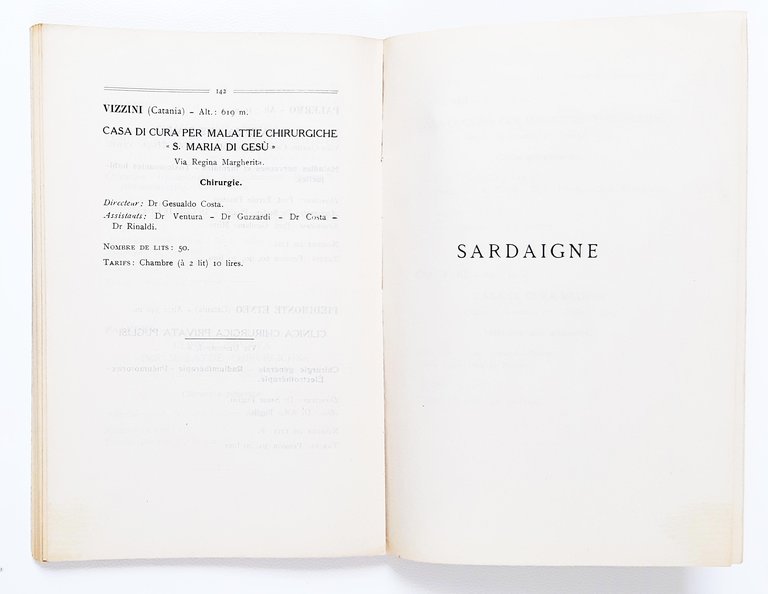 142
VIZZINI (Catania) – Alt.: 619 m.
CASA DI CURA PER MALATTIE CHIRURGICHE
« S. MARIA DI GESÙ »
Via Regina Margherita.
Chirurgie.
Directeur: Dr Gesualdo Costa.
Assistants: Dr Ventura – Dr Guzzardi – Dr Costa –
Dr Rinaldi.
NOMBRE DE LITS: 50.
TARIFS: Chambre (à 2 lit) 10 lires.
SARDAIGNE